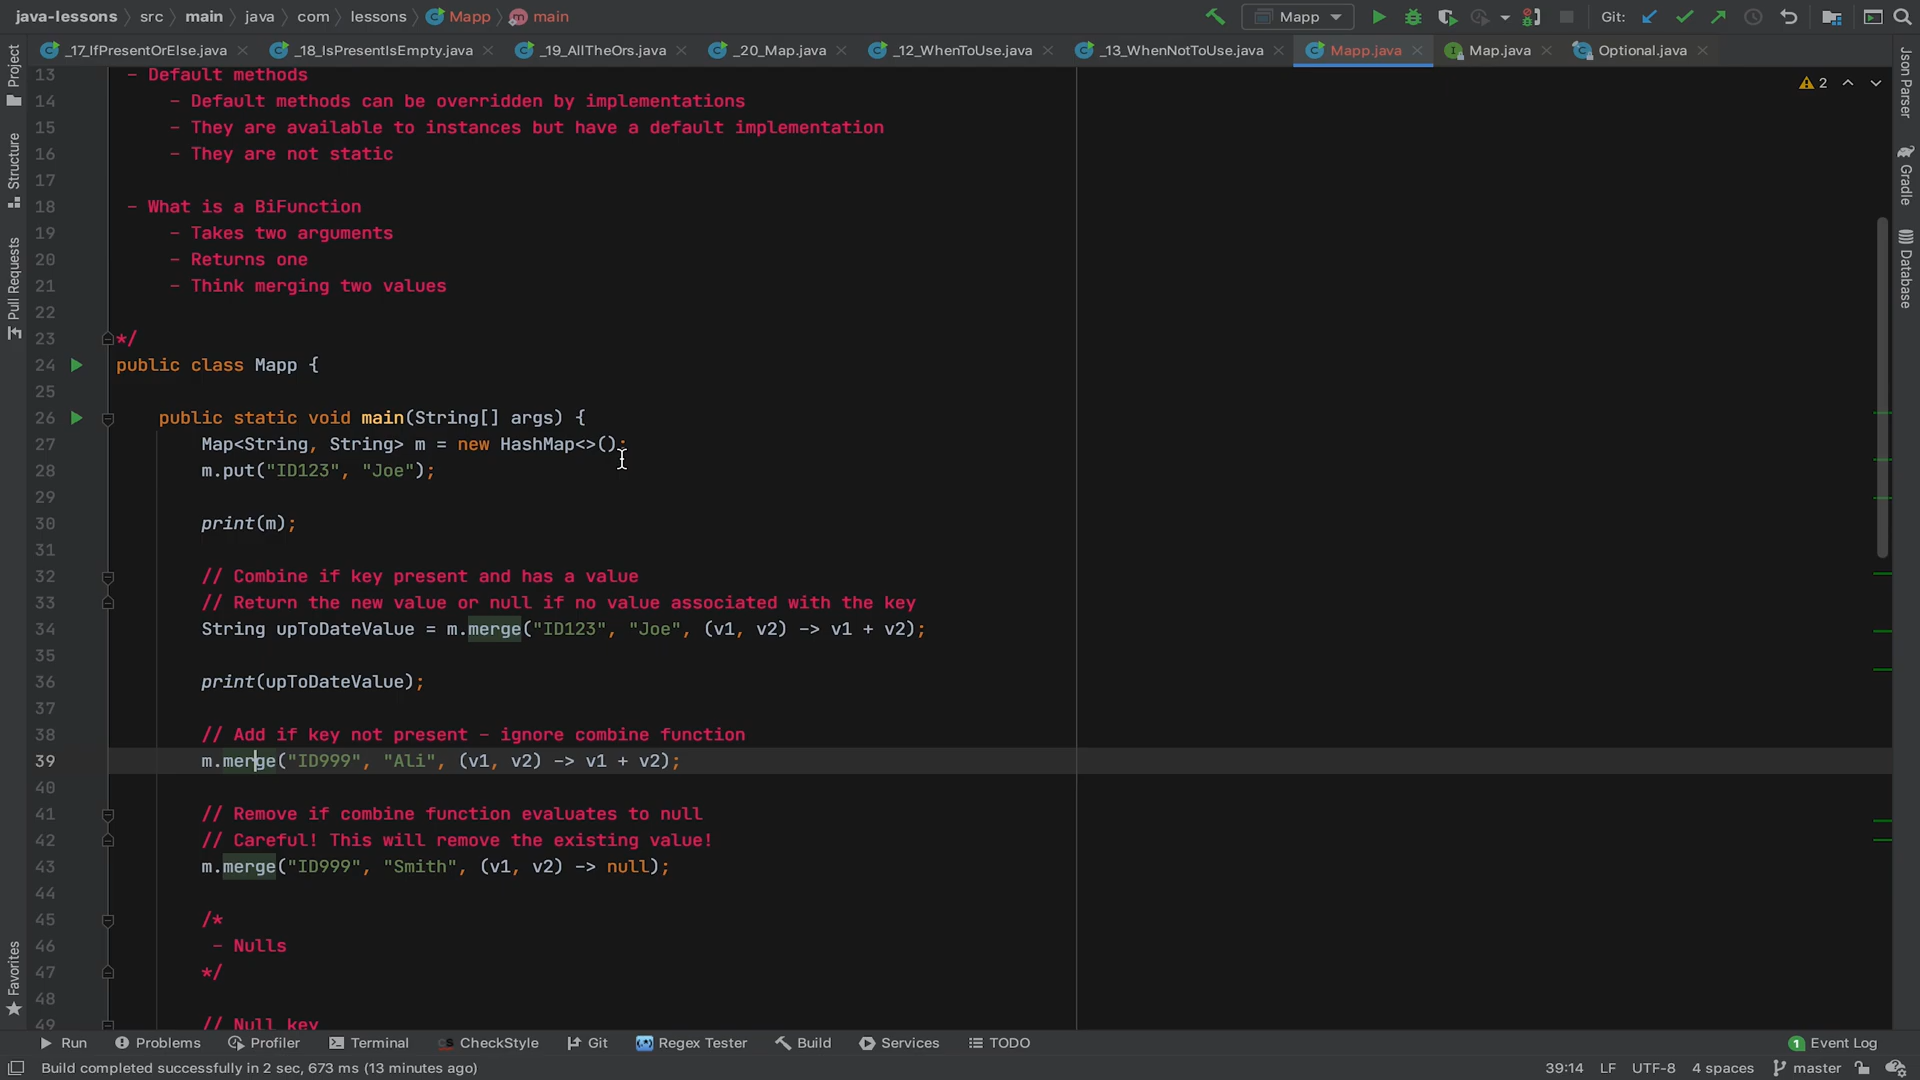 java-lessons src main java com lessons Mapp main Mapp Git:
_17_IfPresentOrElse.java _18_IsPresentIsEmpty.java _19_AllTheOrs.java _20_Map.java _12_WhenToUse.java _13_WhenNotToUse.java Mapp.java Map.java Optional.java
Project
Structure
Pull Requests
Favorites
Json Parser
Gradle
Database
2
13 - Default methods
14 - Default methods can be overridden by implementations
15 - They are available to instances but have a default implementation
16 - They are not static
17
18 - What is a BiFunction
19 - Takes two arguments
20 - Returns one
21 - Think merging two values
22
23 */
24 public class Mapp {
25
26 public static void main(String[] args) {
27 Map<String, String> m = new HashMap<>();
28 m.put("ID123", "Joe");
29
30 print(m);
31
32 // Combine if key present and has a value
33 // Return the new value or null if no value associated with the key
34 String upToDateValue = m.merge("ID123", "Joe", (v1, v2) -> v1 + v2);
35
36 print(upToDateValue);
37
38 // Add if key not present - ignore combine function
39 m.merge("ID999", "Ali", (v1, v2) -> v1 + v2);
40
41 // Remove if combine function evaluates to null
42 // Careful! This will remove the existing value!
43 m.merge("ID999", "Smith", (v1, v2) -> null);
44
45 /*
46 - Nulls
47 */
48
49 // Null key
Run Problems Profiler Terminal CheckStyle Git Regex Tester Build Services TODO 1 Event Log
Build completed successfully in 2 sec, 673 ms (13 minutes ago) 39:14 LF UTF-8 4 spaces master